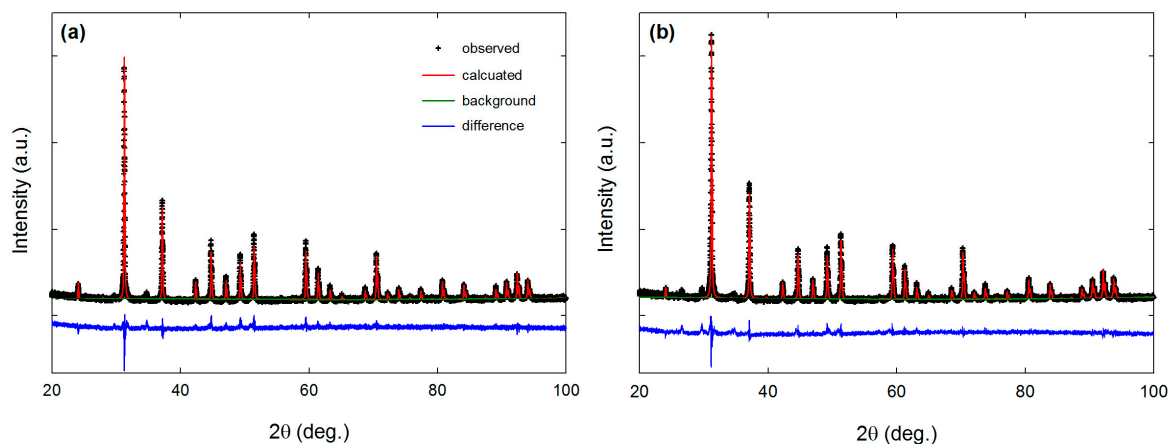 (a)
observed
calcuated
background
difference
Intensity (a.u.)
20 40 60 80 100
2θ (deg.)
(b)
Intensity (a.u.)
20 40 60 80 100
2θ (deg.)